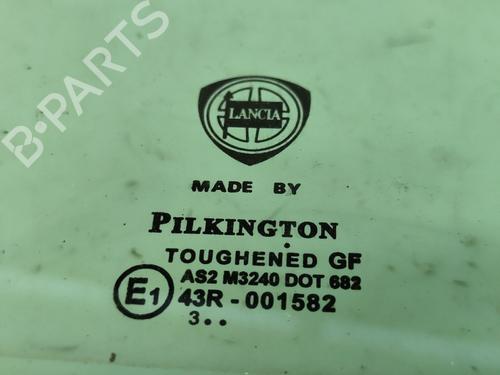 B-PARTS
LANCIA
MADE BY
PILKINGTON
TOUGHENED GF
AS2 M3240 DOT 682
E1 43R - 001582
3..